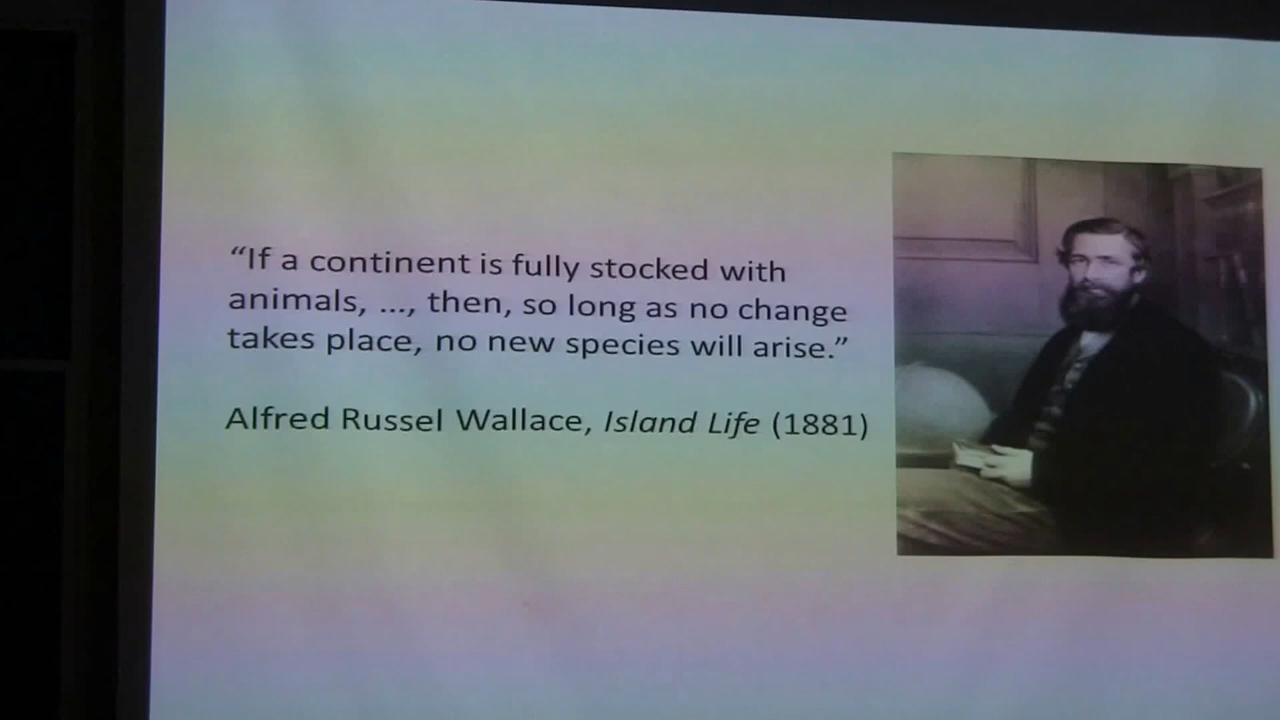 “If a continent is fully stocked with
animals, ..., then, so long as no change
takes place, no new species will arise.”
Alfred Russel Wallace, Island Life (1881)